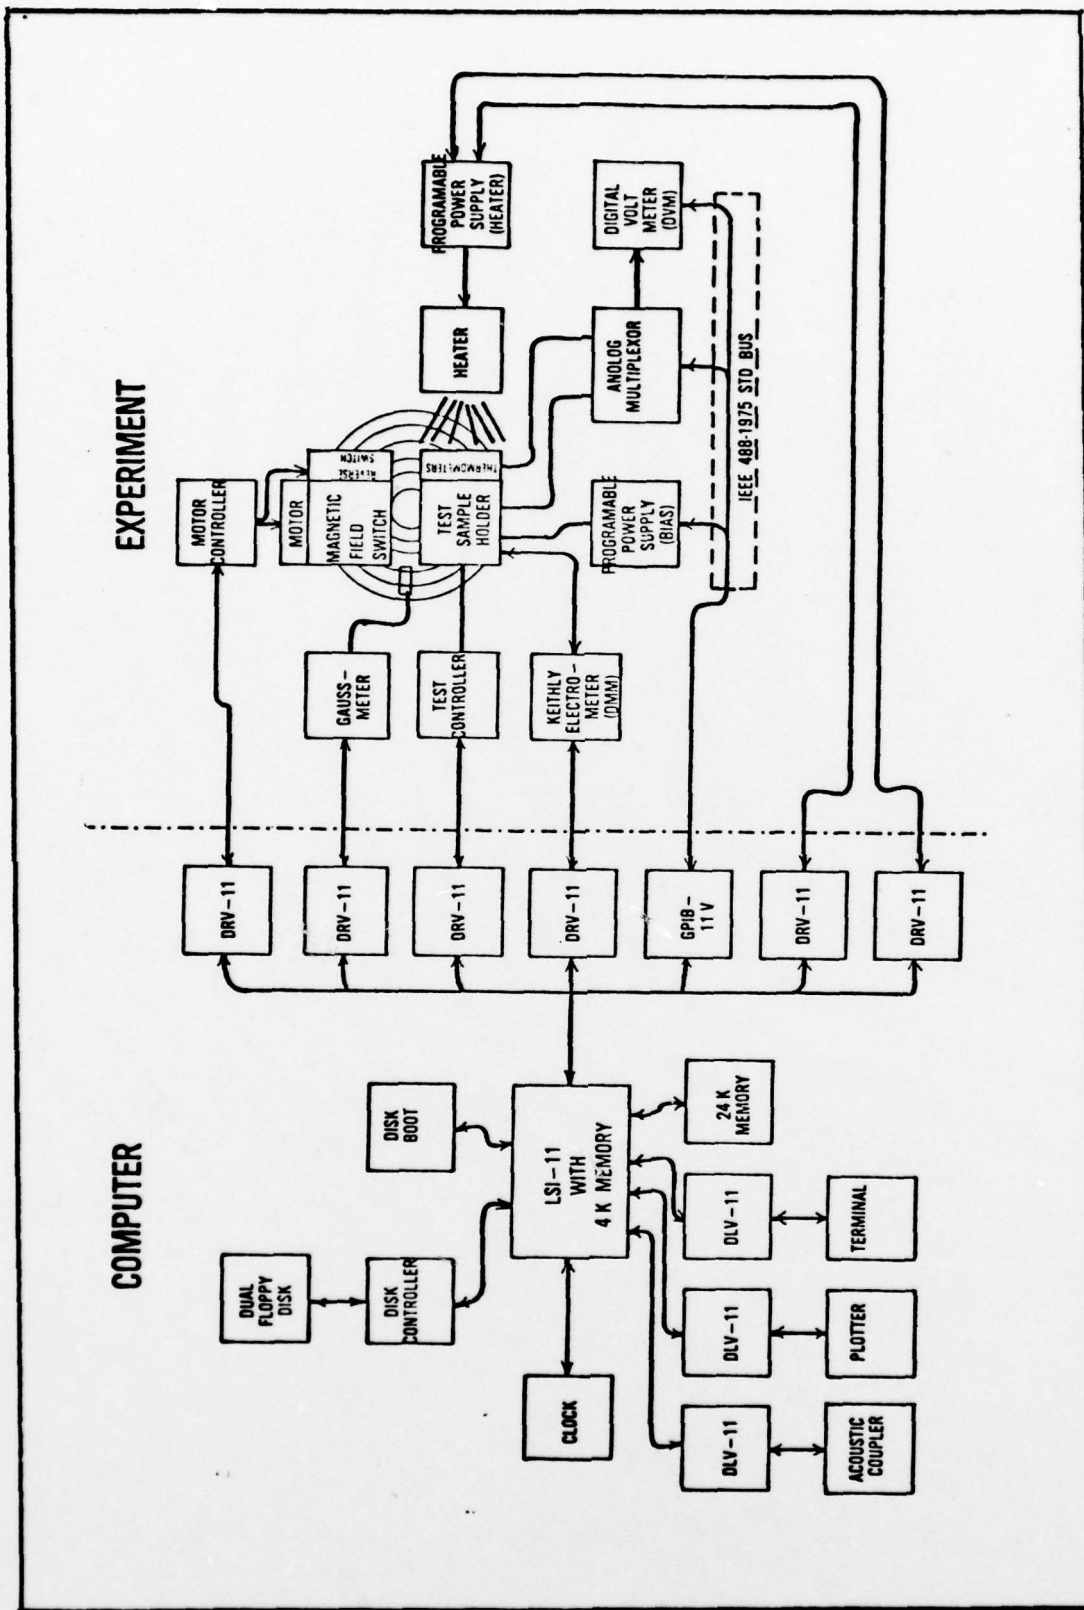 COMPUTER
EXPERIMENT
DUAL
FLOPPY
DISK
DISK
CONTROLLER
DISK
BOOT
CLOCK
LSI-11
WITH
4 K MEMORY
24 K
MEMORY
DLV-11
DLV-11
DLV-11
ACOUSTIC
COUPLER
PLOTTER
TERMINAL
DRV-11
DRV-11
DRV-11
DRV-11
GPIB-
11 V
DRV-11
DRV-11
MOTOR
CONTROLLER
MOTOR
MAGNETIC
FIELD
SWITCH
REVERSE
SWITCH
GAUSS-
METER
TEST
CONTROLLER
TEST
SAMPLE
HOLDER
THERMOMETERS
HEATER
PROGRAMABLE
POWER
SUPPLY
(HEATER)
KEITHLY
ELECTRO-
METER
(DMM)
PROGRAMABLE
POWER
SUPPLY
(BIAS)
ANOLOG
MULTIPLEXOR
DIGITAL
VOLT
METER
(DVM)
IEEE 488-1975 STD BUS